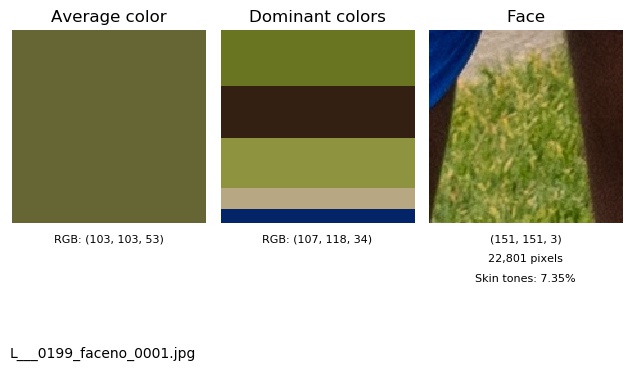 Average color
Dominant colors
Face
RGB: (103, 103, 53)
RGB: (107, 118, 34)
(151, 151, 3)
22,801 pixels
Skin tones: 7.35%
L___0199_faceno_0001.jpg